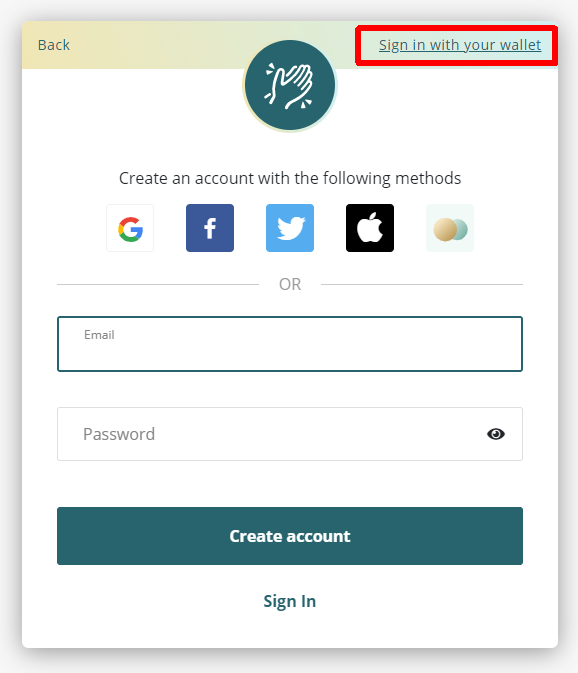 Back
Sign in with your wallet
Create an account with the following methods
OR
Email
Password
Create account
Sign In